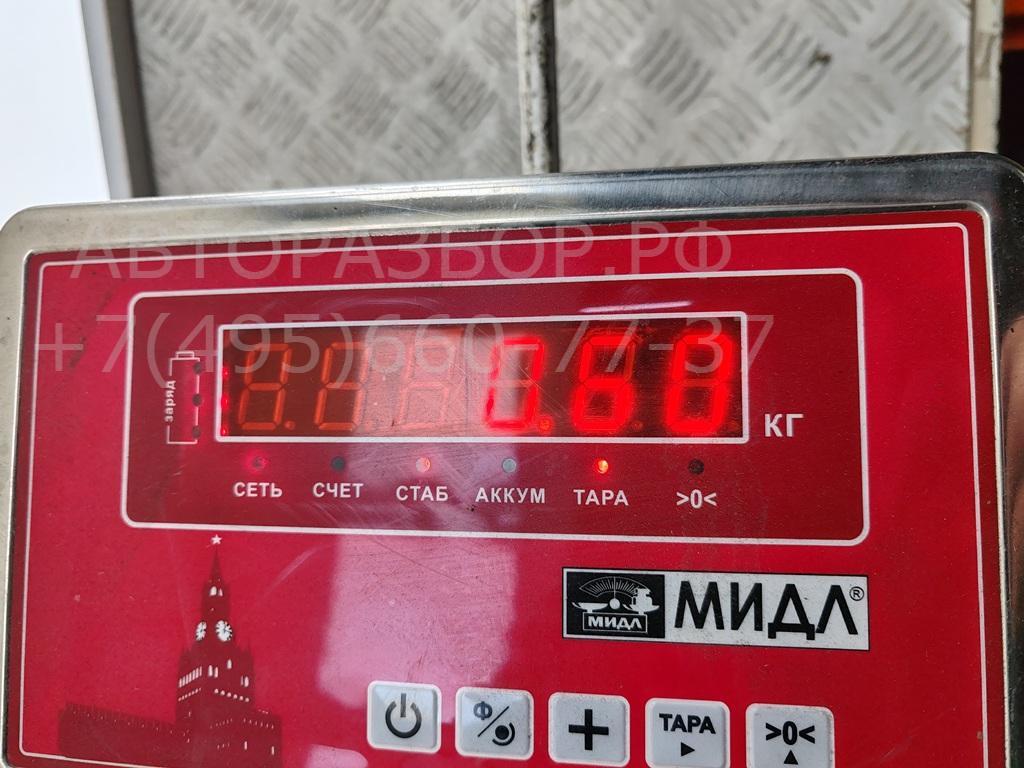 АВТОРАЗБОР.РФ
+7(495)660-77-37
заряд
0.60 КГ
СЕТЬ СЧЕТ СТАБ АККУМ ТАРА >0<
МИДЛ МИДЛ®
Ф ТАРА >0<